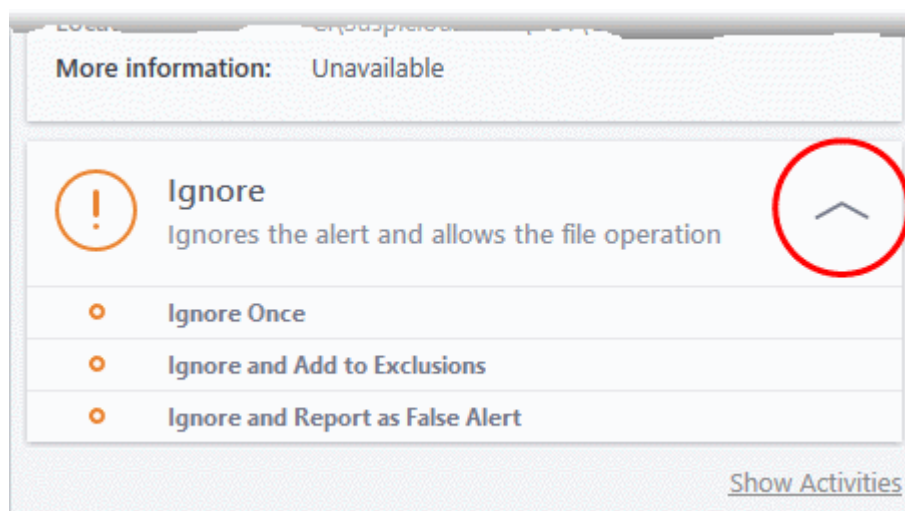 More information: Unavailable
Ignore
Ignores the alert and allows the file operation
Ignore Once
Ignore and Add to Exclusions
Ignore and Report as False Alert
Show Activities